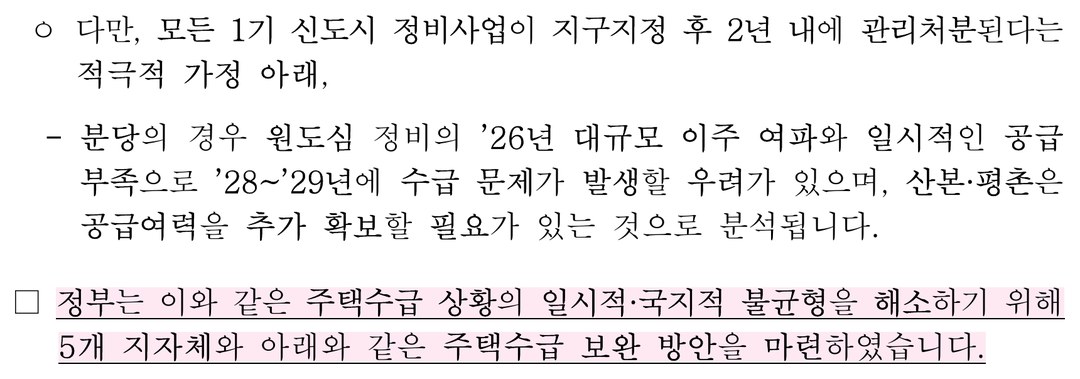 ○ 다만, 모든 1기 신도시 정비사업이 지구지정 후 2년 내에 관리처분된다는
적극적 가정 아래,
- 분당의 경우 원도심 정비의 ’26년 대규모 이주 여파와 일시적인 공급
부족으로 ’28~’29년에 수급 문제가 발생할 우려가 있으며, 산본·평촌은
공급여력을 추가 확보할 필요가 있는 것으로 분석됩니다.
□ 정부는 이와 같은 주택수급 상황의 일시적·국지적 불균형을 해소하기 위해
5개 지자체와 아래와 같은 주택수급 보완 방안을 마련하였습니다.